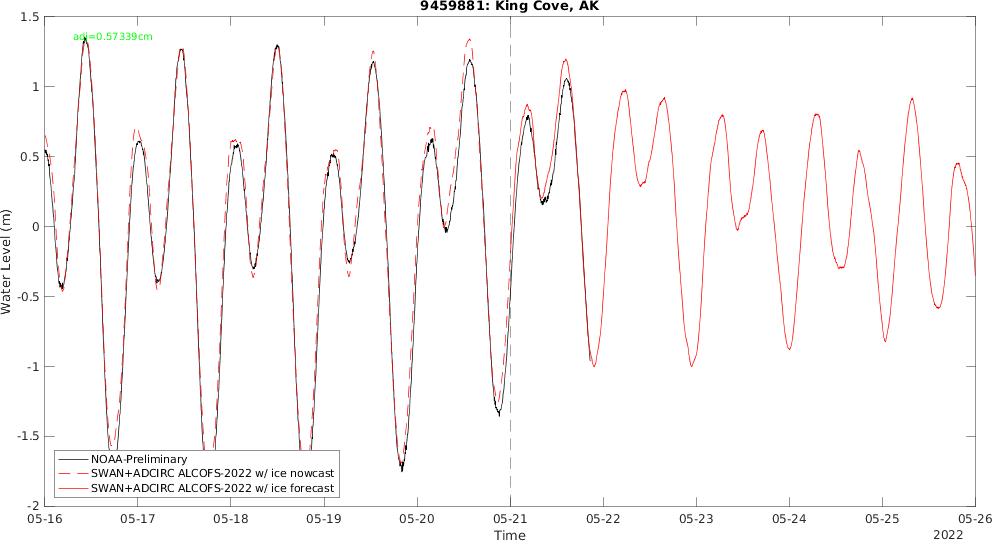 9459881: King Cove, AK
adj=0.57339cm
Water Level (m)
1.5
1
0.5
0
-0.5
-1
-1.5
-2
NOAA-Preliminary
SWAN+ADCIRC ALCOFS-2022 w/ ice nowcast
SWAN+ADCIRC ALCOFS-2022 w/ ice forecast
05-16 05-17 05-18 05-19 05-20 05-21 05-22 05-23 05-24 05-25 05-26
Time
2022